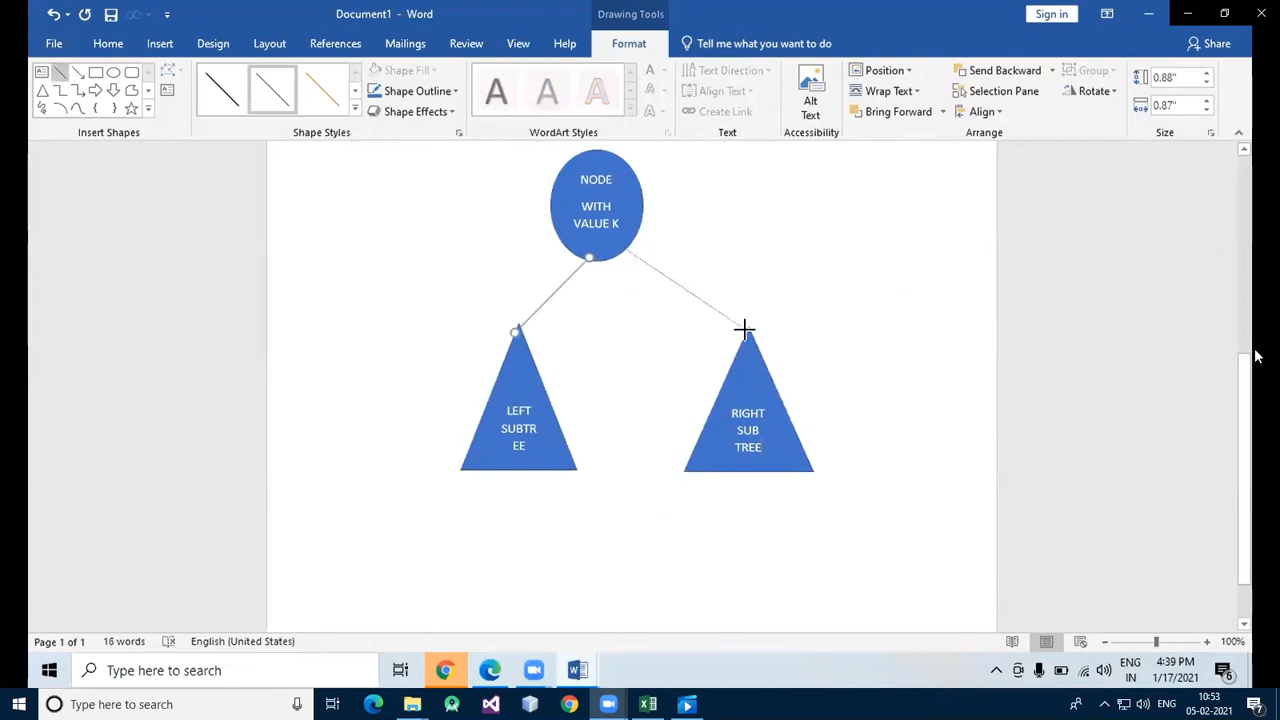 Document1 - Word
Drawing Tools
Sign in
File Home Insert Design Layout References Mailings Review View Help Format Tell me what you want to do Share
Shape Fill
Shape Outline
Shape Effects
A A A
A
A
A
Text Direction
Align Text
Create Link
Alt
Text
Position
Wrap Text
Bring Forward
Send Backward
Selection Pane
Align
Group
Rotate
0.88"
0.87"
Insert Shapes Shape Styles WordArt Styles Text Accessibility Arrange Size
NODE
WITH
VALUE K
LEFT
SUBTR
EE
RIGHT
SUB
TREE
Page 1 of 1 16 words English (United States) 100%
Type here to search
ENG
IN
4:39 PM
1/17/2021
6
Type here to search
ENG
10:53
05-02-2021
7